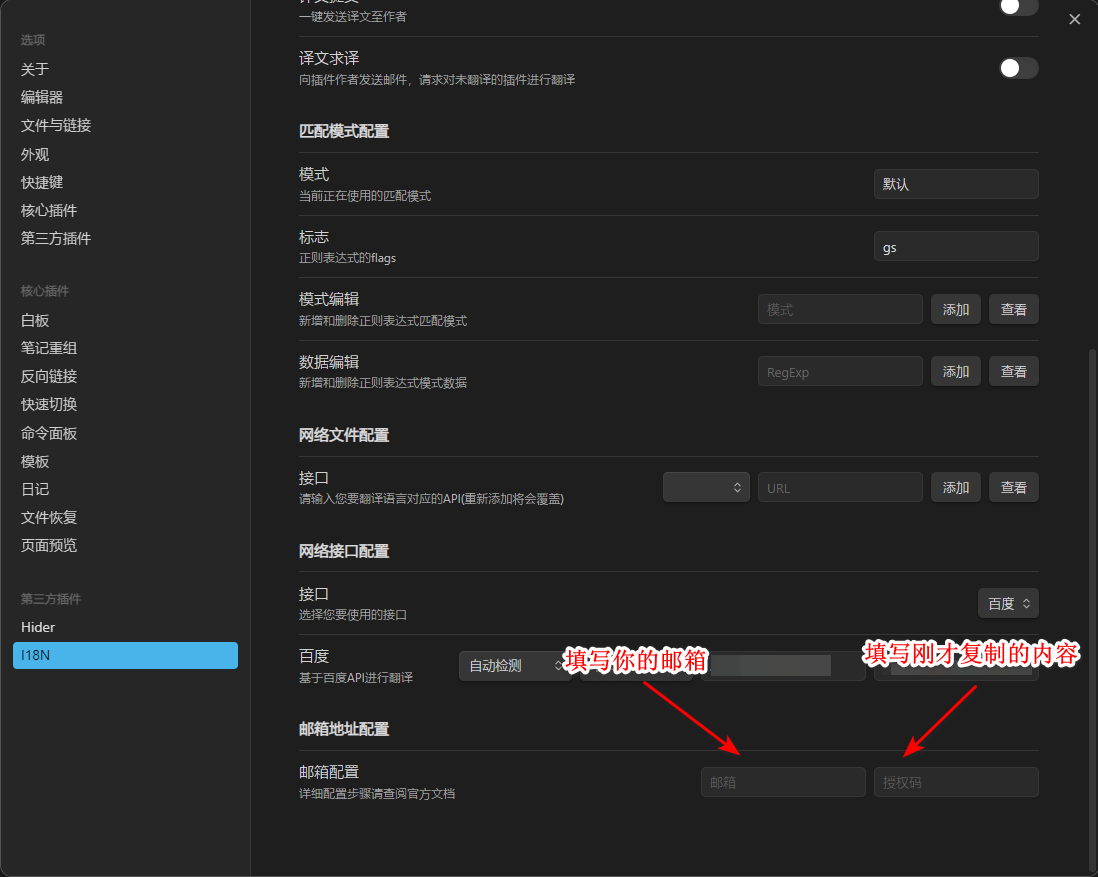 选项
关于
编辑器
文件与链接
外观
快捷键
核心插件
第三方插件
核心插件
白板
笔记重组
反向链接
快速切换
命令面板
模板
日记
文件恢复
页面预览
第三方插件
Hider
I18N
一键发送译文至作者
译文求译
向插件作者发送邮件，请求对未翻译的插件进行翻译
匹配模式配置
模式
当前正在使用的匹配模式
默认
标志
正则表达式的flags
gs
模式编辑
新增和删除正则表达式匹配模式
模式 添加 查看
数据编辑
新增和删除正则表达式模式数据
RegExp 添加 查看
网络文件配置
接口
请输入您要翻译语言对应的API(重新添加将会覆盖)
URL 添加 查看
网络接口配置
接口
选择您要使用的接口
百度
百度
基于百度API进行翻译
自动检测
填写你的邮箱
填写刚才复制的内容
邮箱地址配置
邮箱配置
详细配置步骤请查阅官方文档
邮箱 授权码